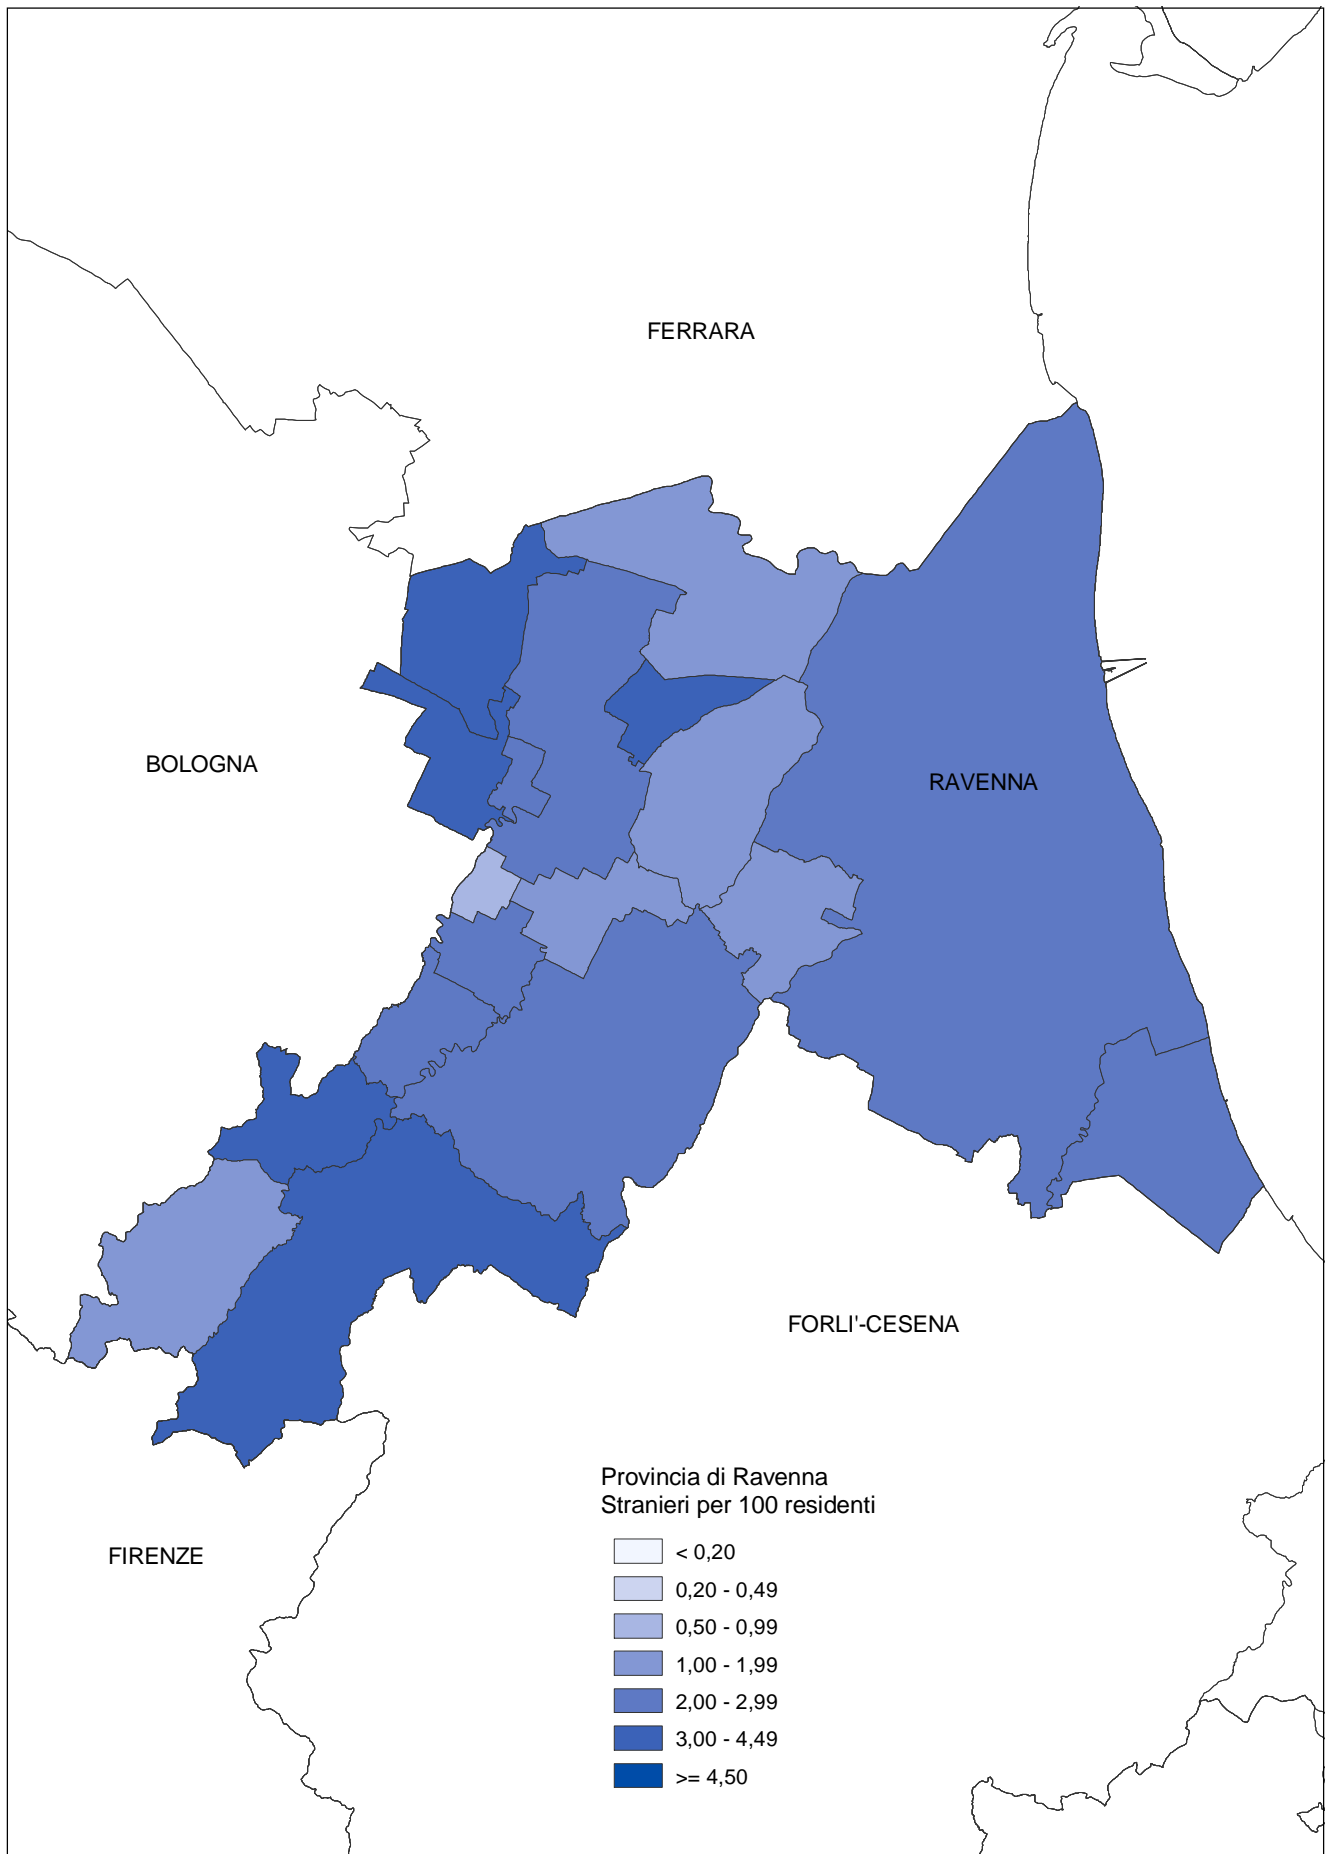 FERRARA
BOLOGNA
RAVENNA
FORLI'-CESENA
Provincia di Ravenna
Stranieri per 100 residenti
FIRENZE
< 0,20
0,20 - 0,49
0,50 - 0,99
1,00 - 1,99
2,00 - 2,99
3,00 - 4,49
>= 4,50